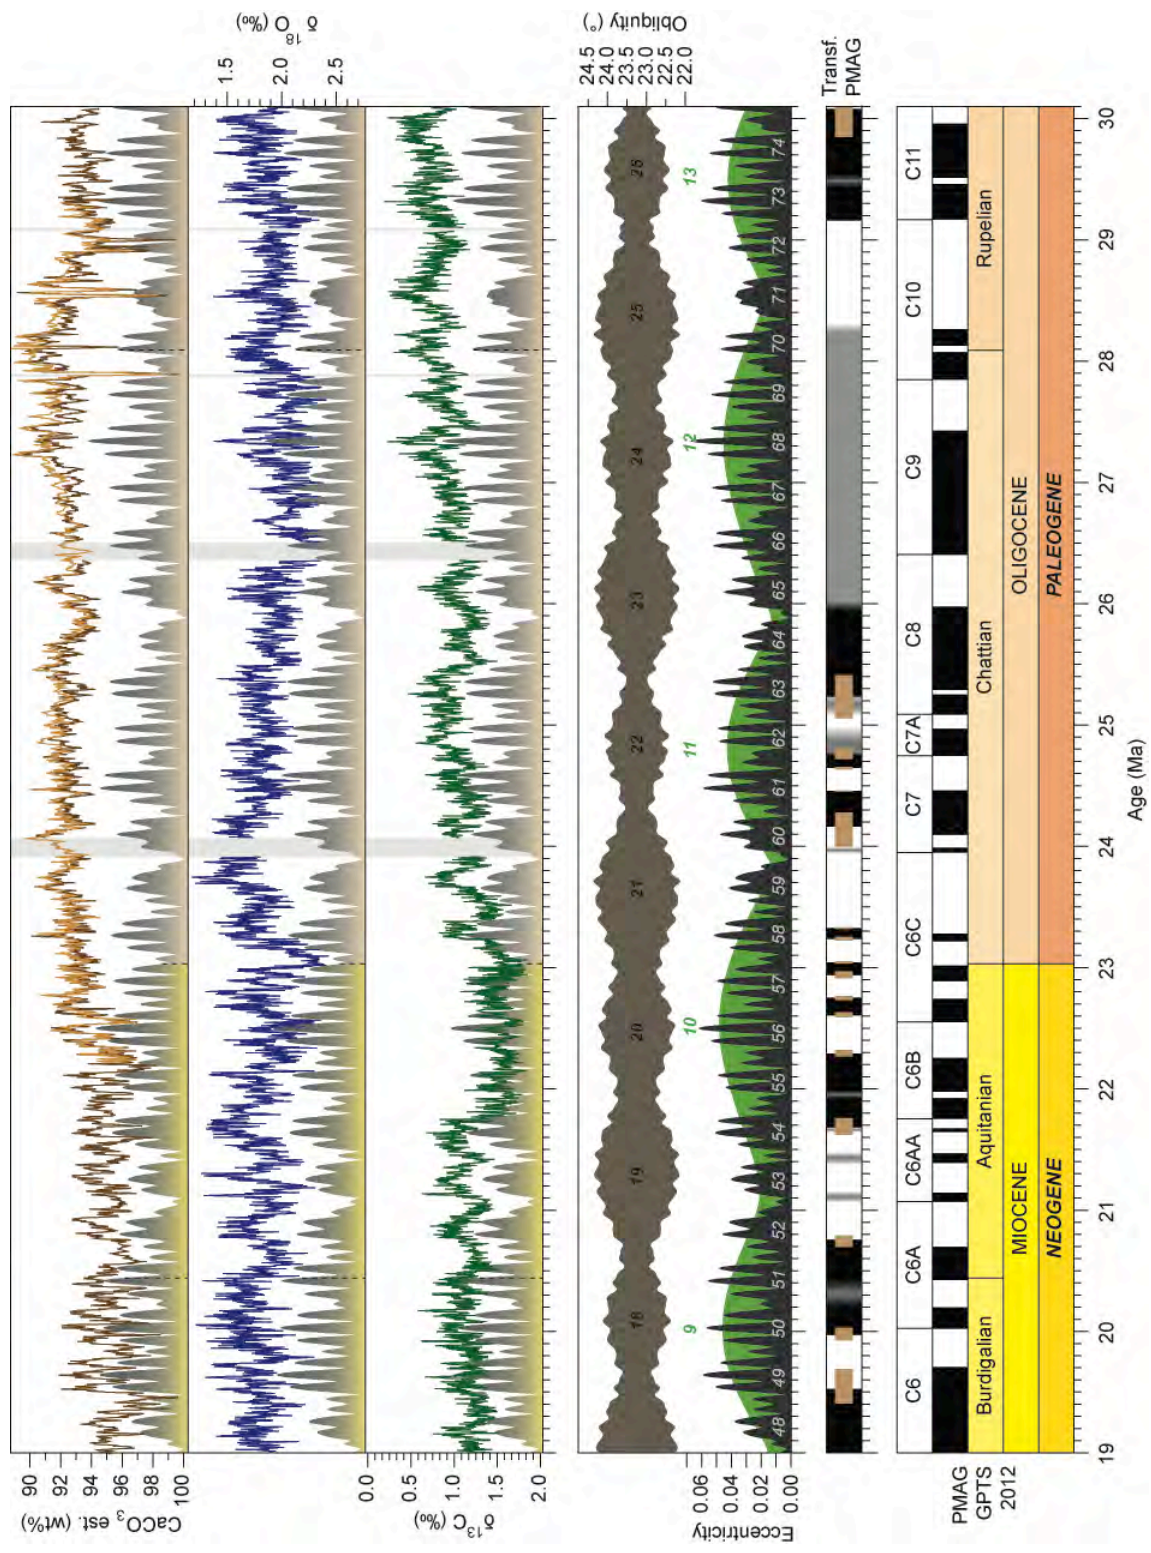 CaCO3 est. (wt%)
90 92 94 96 98 100
δ18O (‰)
1.5 2.0 2.5
δ13C (‰)
0.0 0.5 1.0 1.5 2.0
Obliquity (°)
24.5 24.0 23.5 23.0 22.5 22.0
18 19 20 21 22 23 24 25 26
Eccentricity
0.06 0.04 0.02 0.00
9 10 11 12 13
48 49 50 51 52 53 54 55 56 57 58 59 60 61 62 63 64 65 66 67 68 69 70 71 72 73 74
Transf.
PMAG
C6 C6A C6AA C6B C6C C7 C7A C8 C9 C10 C11
PMAG
GPTS
2012
Burdigalian Aquitanian Chattian Rupelian
MIOCENE OLIGOCENE
NEOGENE PALEOGENE
19 20 21 22 23 24 25 26 27 28 29 30
Age (Ma)